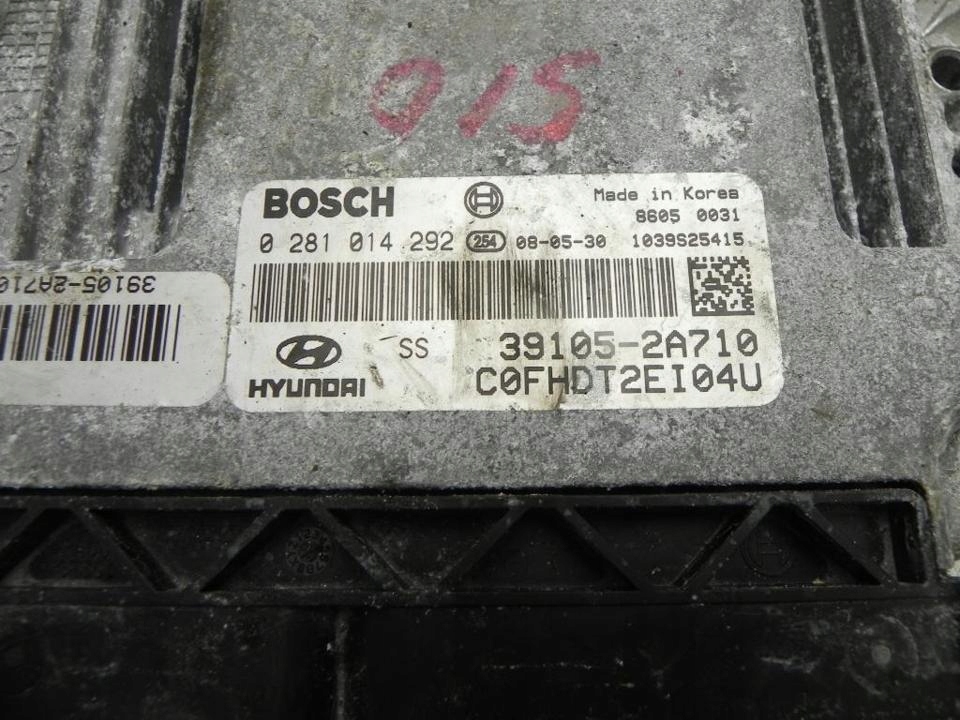 015
BOSCH
Made in Korea
8605 0031
0 281 014 292 254 08-05-30 1039S25415
39105-2A710
SS 39105-2A710
HYUNDAI C0FHDT2EI04U